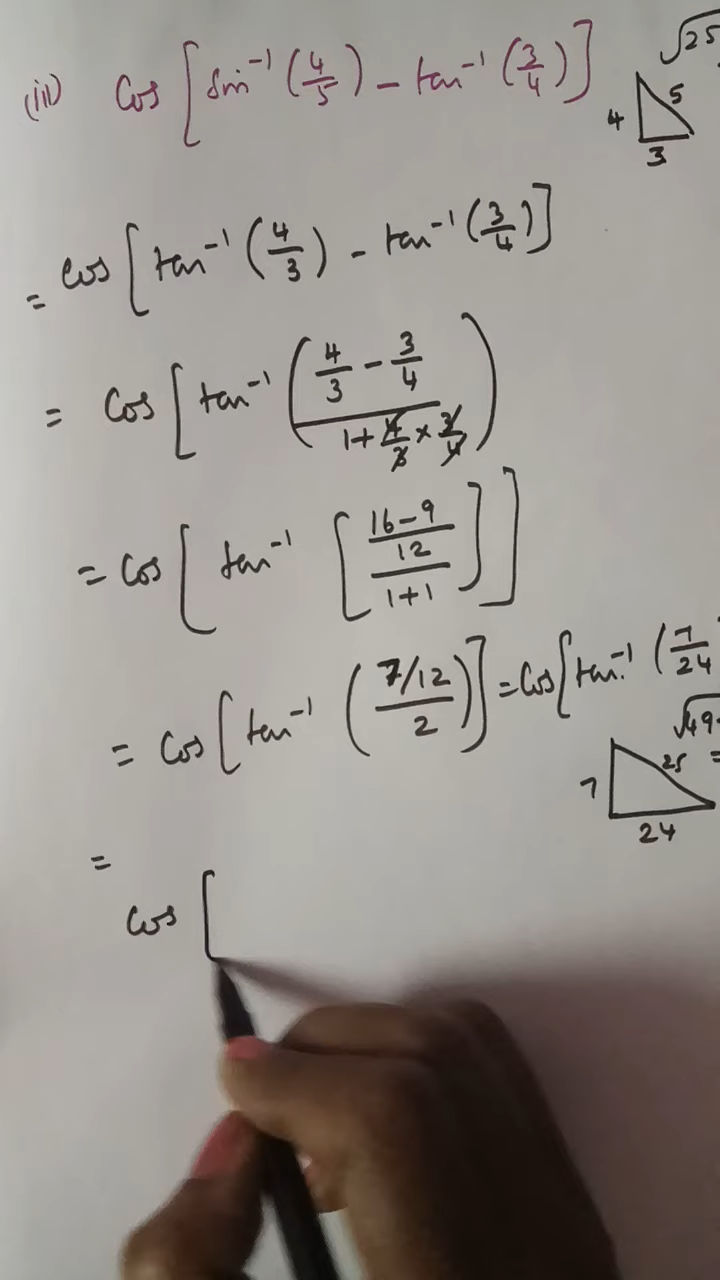 (iii) Cos [sin⁻¹(4/5) - tan⁻¹(3/4)] √25
4 5
3
= Cos [tan⁻¹(4/3) - tan⁻¹(3/4)]
= Cos [tan⁻¹((4/3 - 3/4)/(1+4/3×3/4))
= Cos [tan⁻¹[((16-9)/12)/(1+1)]]
= Cos [tan⁻¹((7/12)/2)] = Cos [tan⁻¹(7/24
√49
7 25 =
24
=
Cos [